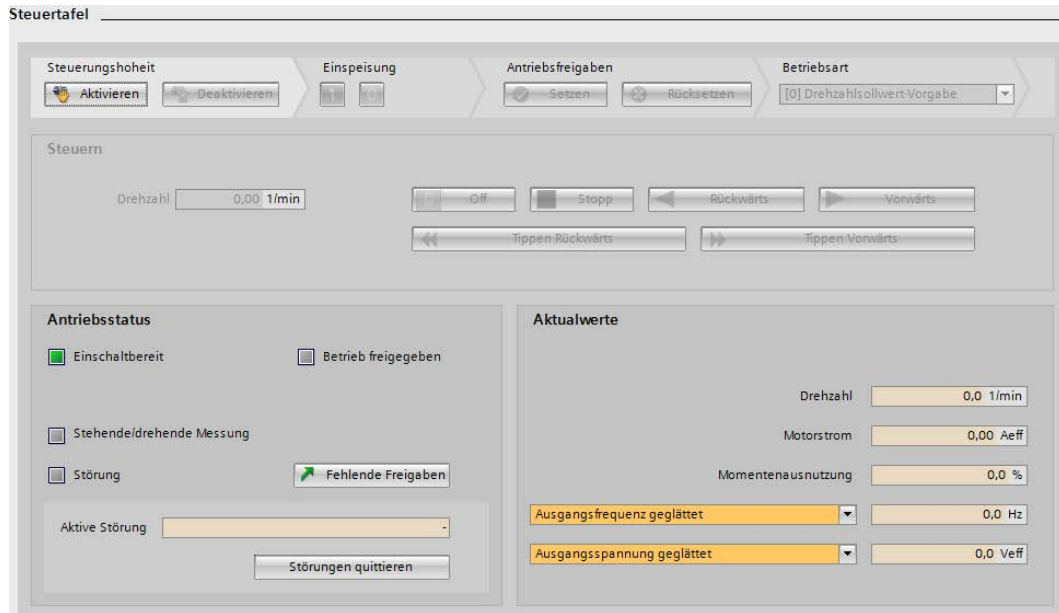 Steuertafel
Steuerungshoheit
Einspeisung
Antriebsfreigaben
Betriebsart
Aktivieren
Deaktivieren
Setzen
Rücksetzen
[0] Drehzahlsollwert-Vorgabe
Steuern
Drehzahl 0,00 1/min
Off
Stopp
Rückwärts
Vorwärts
Tippen Rückwärts
Tippen Vorwärts
Antriebsstatus
Einschaltbereit
Betrieb freigegeben
Stehende/drehende Messung
Störung
Fehlende Freigaben
Aktive Störung -
Störungen quittieren
Aktualwerte
Drehzahl 0,0 1/min
Motorstrom 0,00 Aeff
Momentenausnutzung 0,0 %
Ausgangsfrequenz geglättet 0,0 Hz
Ausgangsspannung geglättet 0,0 Veff